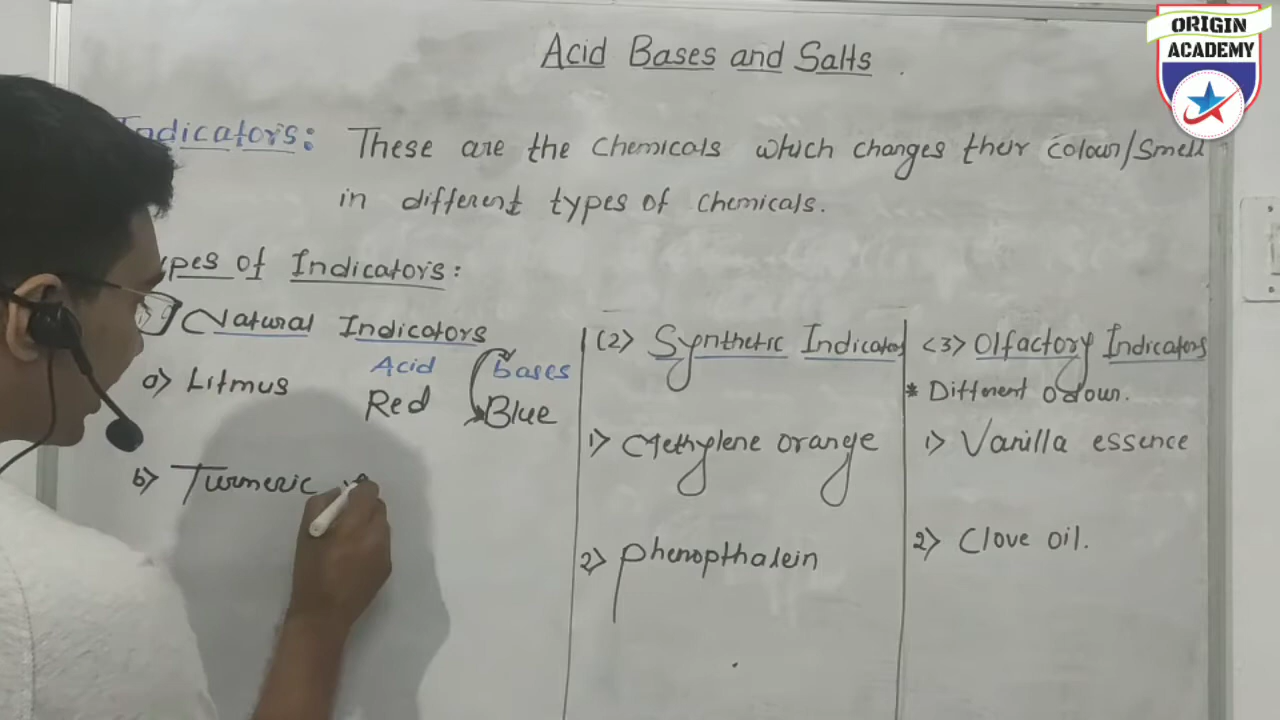 ORIGIN
ACADEMY
Acid Bases and Salts
Indicators: These are the Chemicals which changes their colour/Smell
in different types of Chemicals.
ypes of Indicators:
Natural Indicators
Acid Bases
a) Litmus Red Blue
b) Turmeric
(2) Synthetic Indicators
1) Methylene orange
2) Phenopthalein
(3) Olfactory Indicators
* Different odour.
1) Vanilla essence
2) Clove oil.